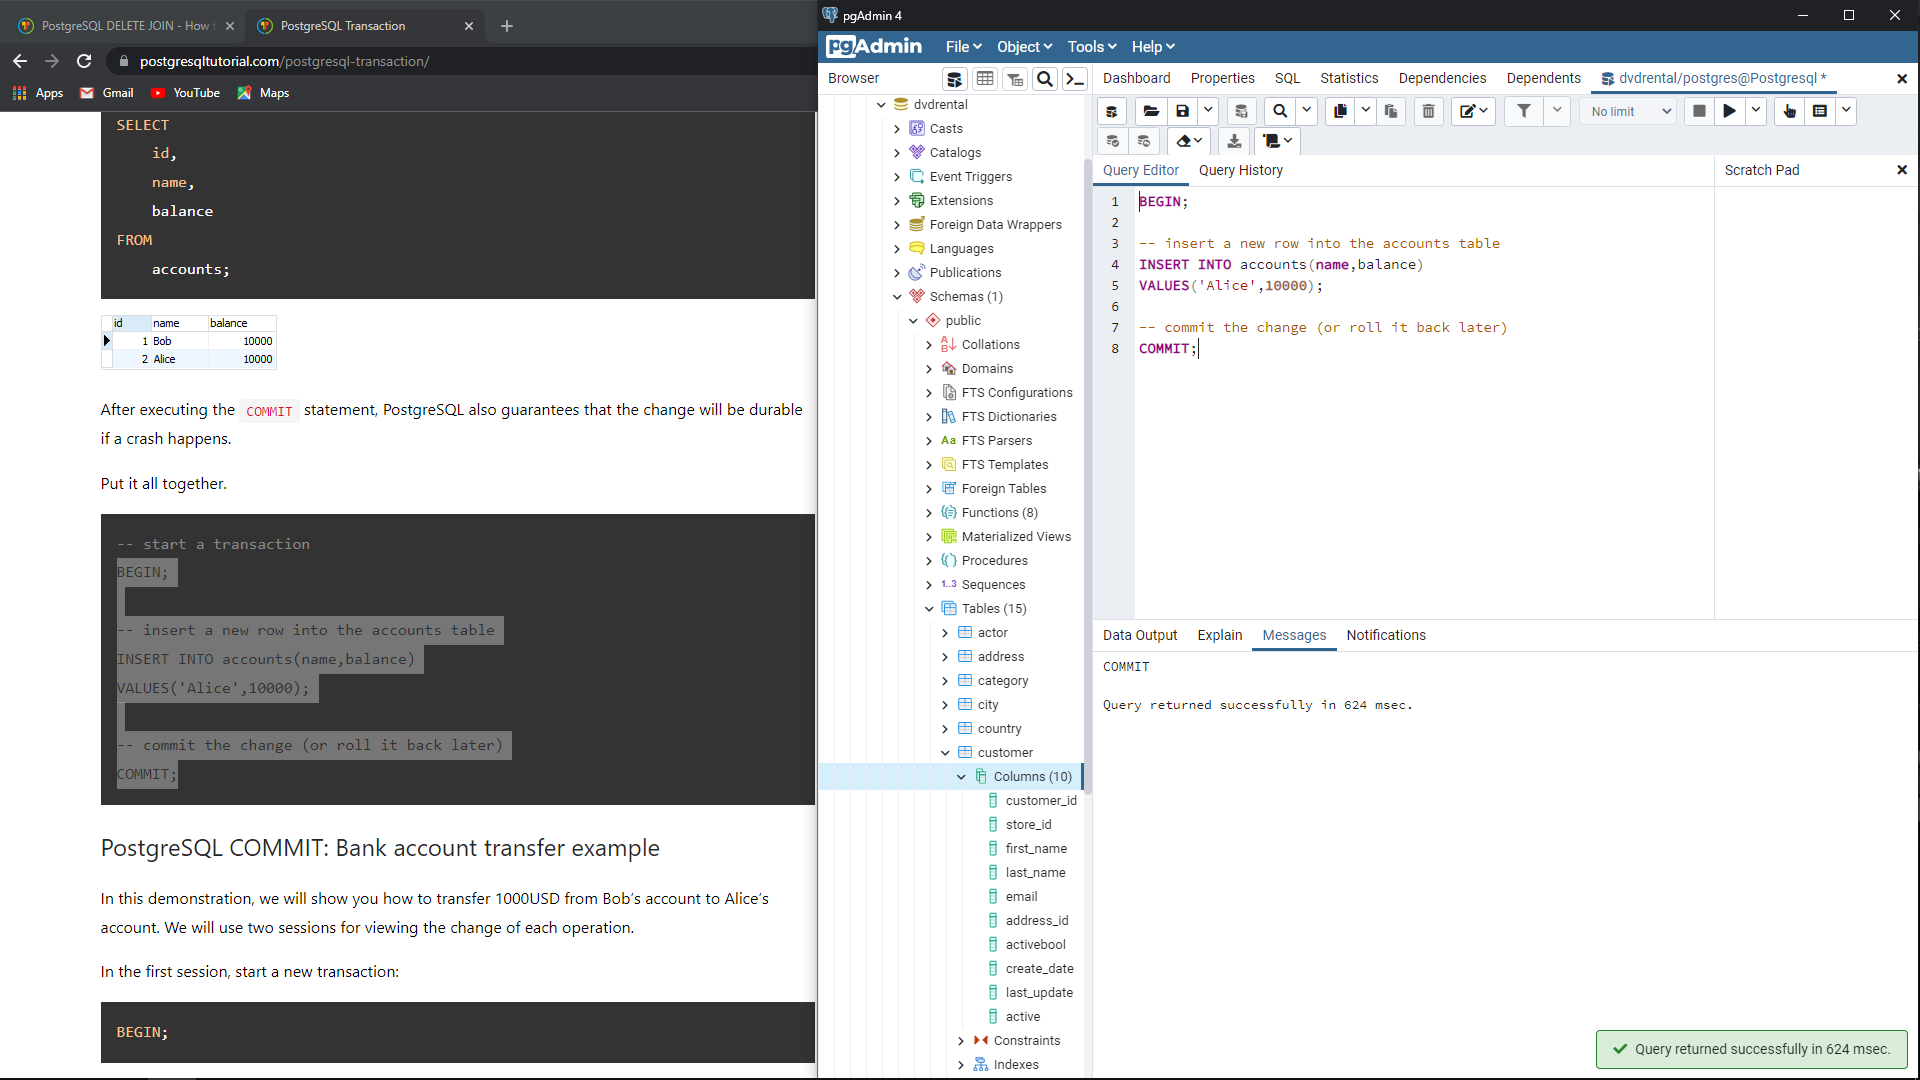 PostgreSQL DELETE JOIN - How
PostgreSQL Transaction
postgresqltutorial.com/postgresql-transaction/
Apps
Gmail
YouTube
Maps
SELECT
id,
name,
balance
FROM
accounts;
id name balance
1 Bob 10000
2 Alice 10000
After executing the COMMIT statement, PostgreSQL also guarantees that the change will be durable
if a crash happens.
Put it all together.
-- start a transaction
BEGIN;
-- insert a new row into the accounts table
INSERT INTO accounts(name,balance)
VALUES('Alice',10000);
-- commit the change (or roll it back later)
COMMIT;
PostgreSQL COMMIT: Bank account transfer example
In this demonstration, we will show you how to transfer 1000USD from Bob’s account to Alice’s
account. We will use two sessions for viewing the change of each operation.
In the first session, start a new transaction:
BEGIN;
pgAdmin 4
pgAdmin
File
Object
Tools
Help
Browser
dvdrental
Casts
Catalogs
Event Triggers
Extensions
Foreign Data Wrappers
Languages
Publications
Schemas (1)
public
Collations
Domains
FTS Configurations
FTS Dictionaries
Aa FTS Parsers
FTS Templates
Foreign Tables
Functions (8)
Materialized Views
Procedures
1..3 Sequences
Tables (15)
actor
address
category
city
country
customer
Columns (10)
customer_id
store_id
first_name
last_name
email
address_id
activebool
create_date
last_update
active
Constraints
Indexes
Dashboard
Properties
SQL
Statistics
Dependencies
Dependents
dvdrental/postgres@Postgresql *
No limit
Query Editor
Query History
Scratch Pad
1 BEGIN;
2
3 -- insert a new row into the accounts table
4 INSERT INTO accounts(name,balance)
5 VALUES('Alice',10000);
6
7 -- commit the change (or roll it back later)
8 COMMIT;
Data Output
Explain
Messages
Notifications
COMMIT
Query returned successfully in 624 msec.
Query returned successfully in 624 msec.